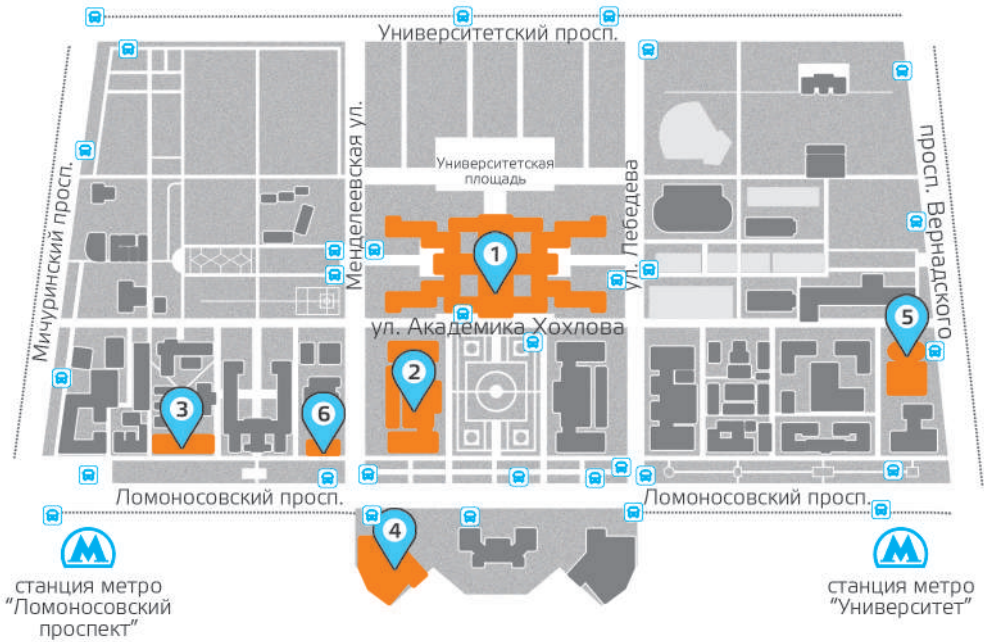 Университетский просп.
Менделеевская ул.
Университетская
площадь
ул. Лебедева
просп. Вернадского
Мичуринский просп.
1
ул. Академика Хохлова
5
2
3
6
Ломоносовский просп.
Ломоносовский просп.
4
М
станция метро
"Ломоносовский
проспект"
М
станция метро
"Университет"